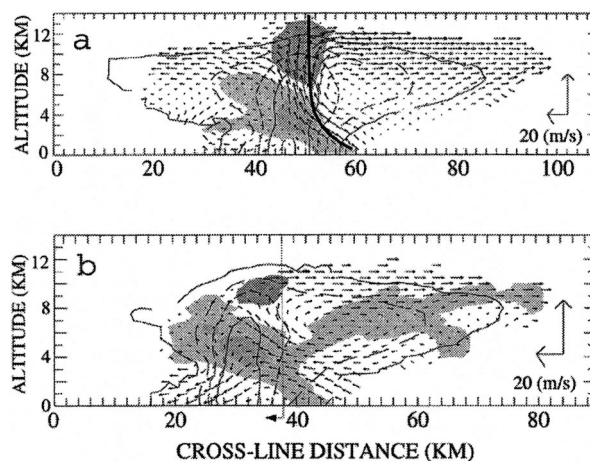 a
ALTITUDE (KM)
12
8
4
0
20 (m/s)
20 40 60 80 100
b
ALTITUDE (KM)
12
8
4
0
20 (m/s)
0 20 40 60 80
CROSS-LINE DISTANCE (KM)